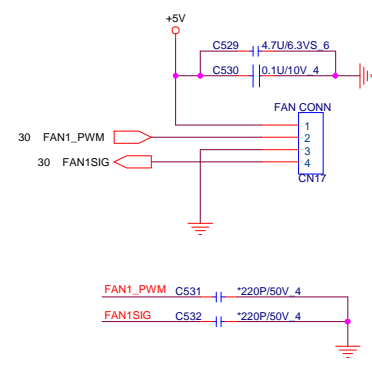 +5V
C529 4.7U/6.3VS_6
C530 0.1U/10V_4
FAN CONN
1
30 FAN1_PWM 2
3
30 FAN1SIG 4
CN17
FAN1_PWM C531 *220P/50V_4
FAN1SIG C532 *220P/50V_4